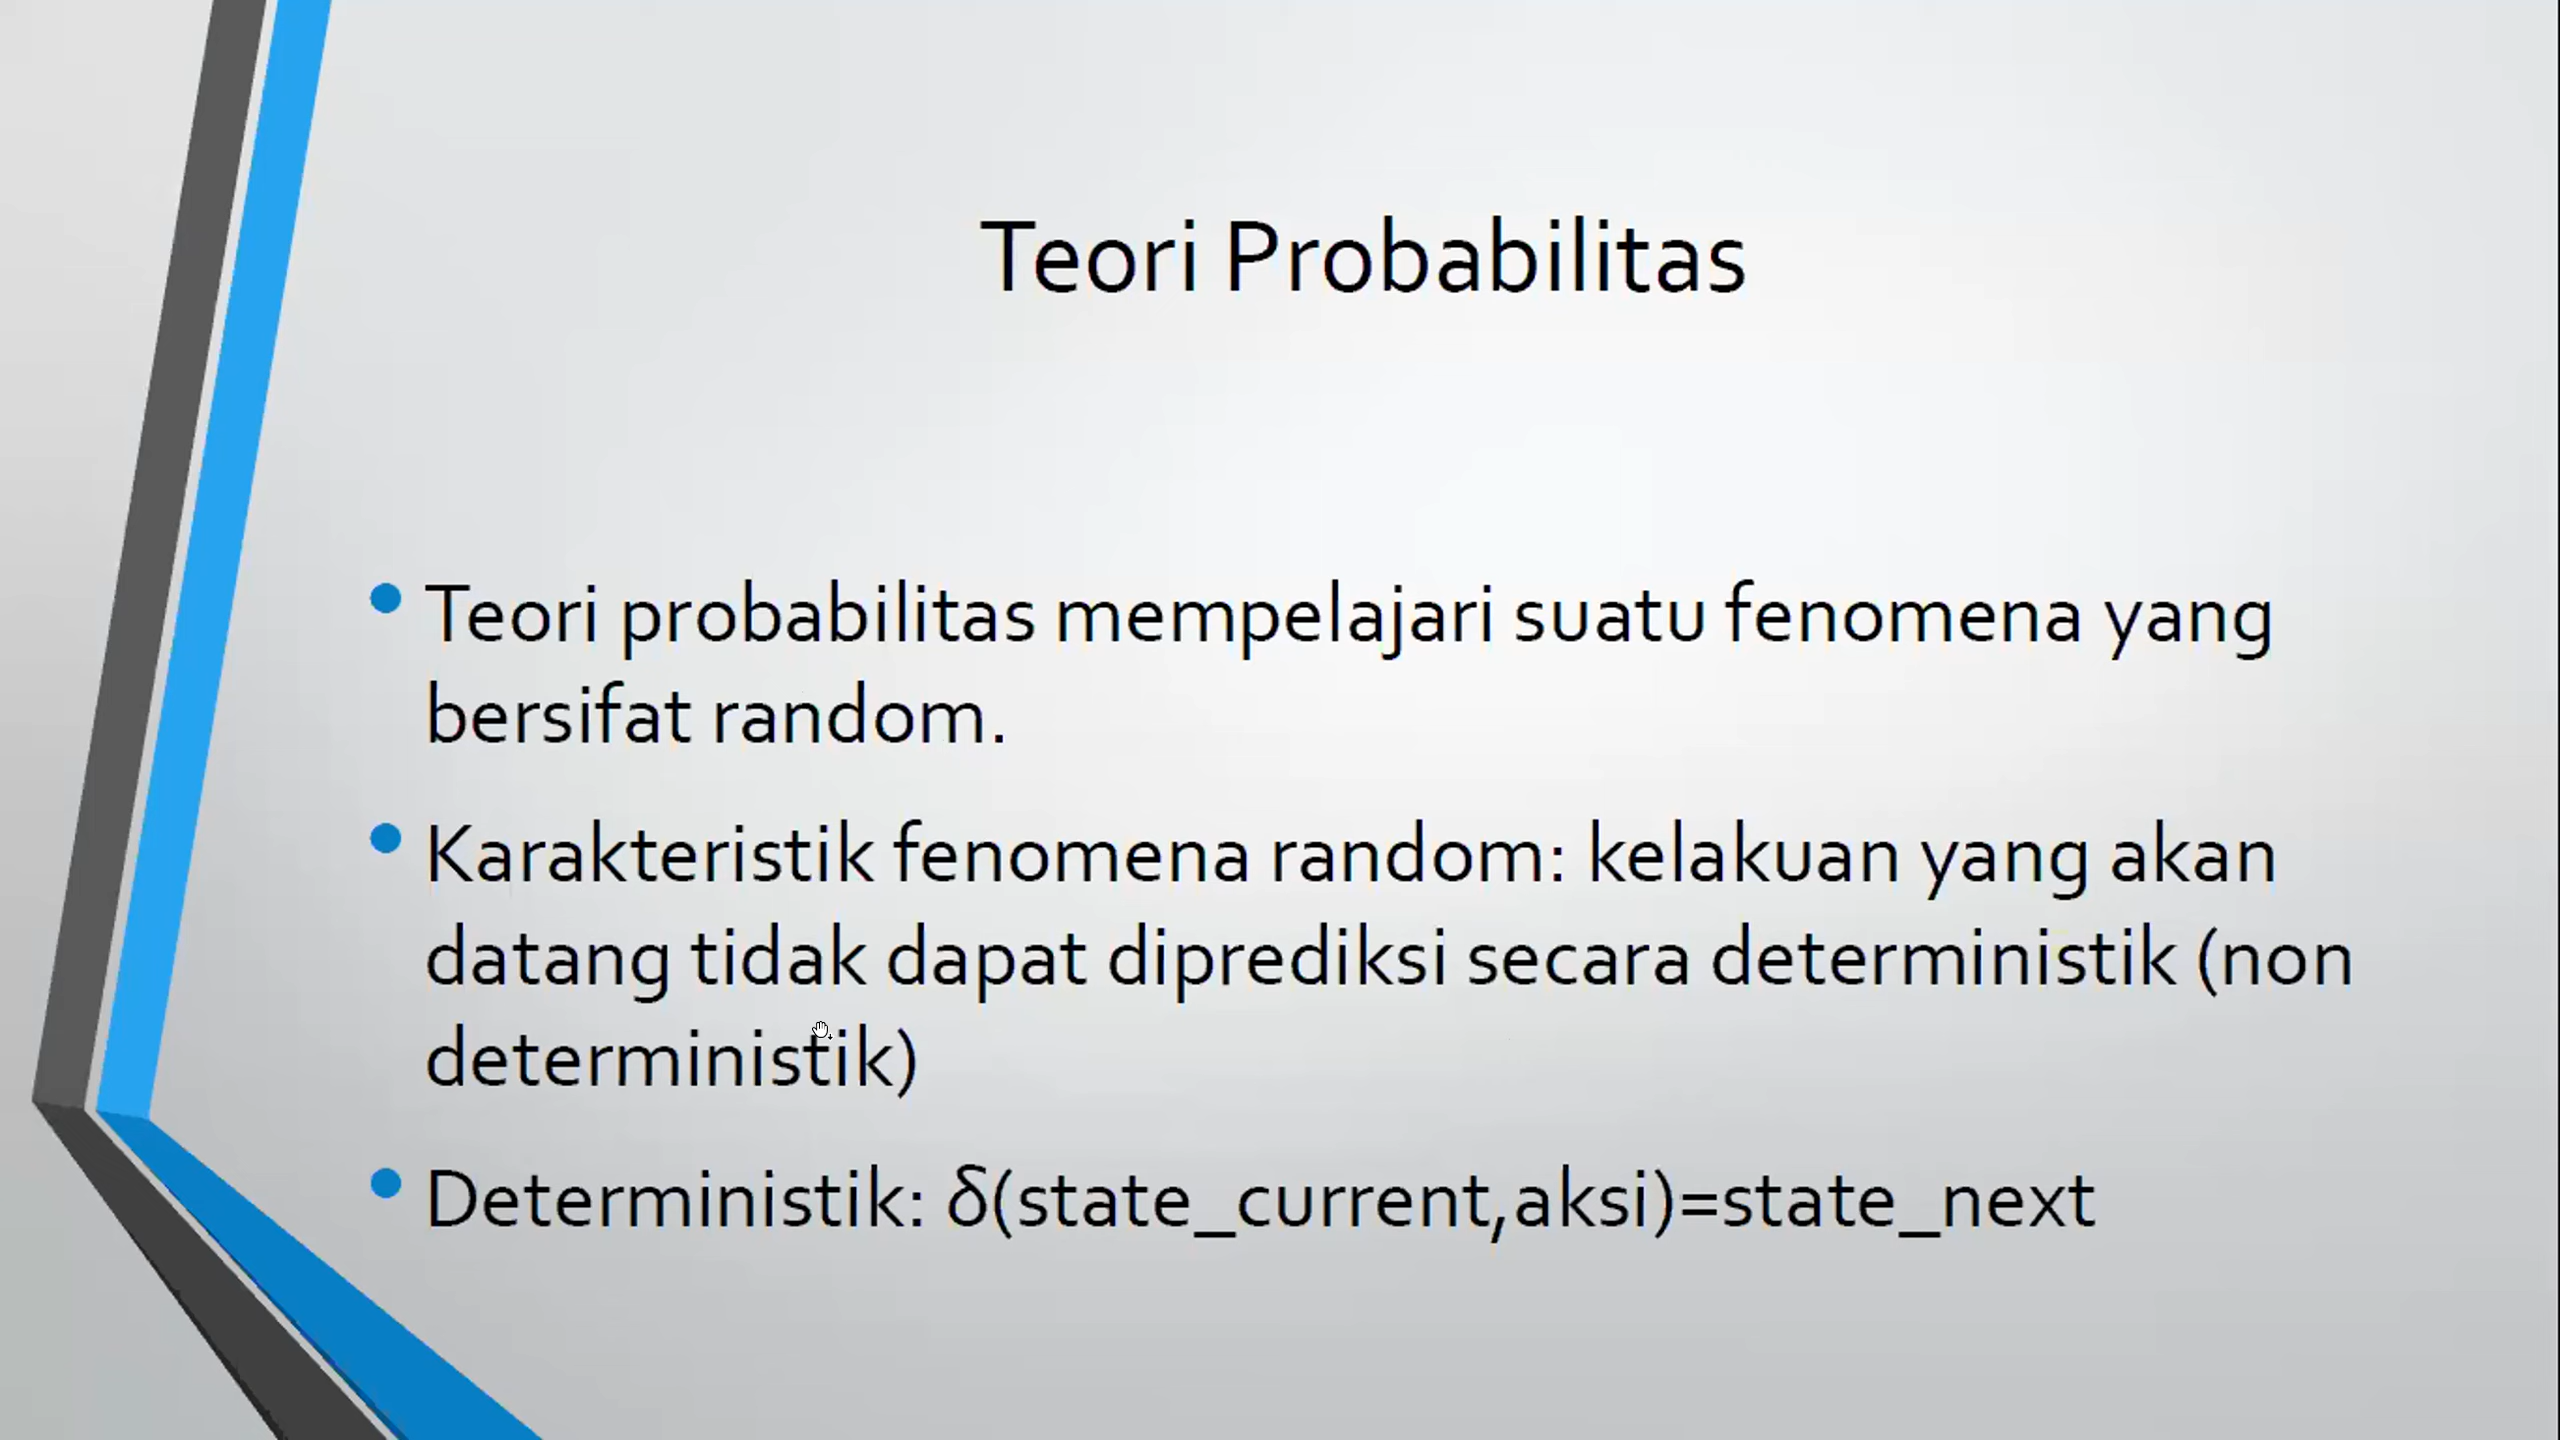 Teori Probabilitas
• Teori probabilitas mempelajari suatu fenomena yang
bersifat random.
• Karakteristik fenomena random: kelakuan yang akan
datang tidak dapat diprediksi secara deterministik (non
deterministik)
• Deterministik: δ(state_current,aksi)=state_next